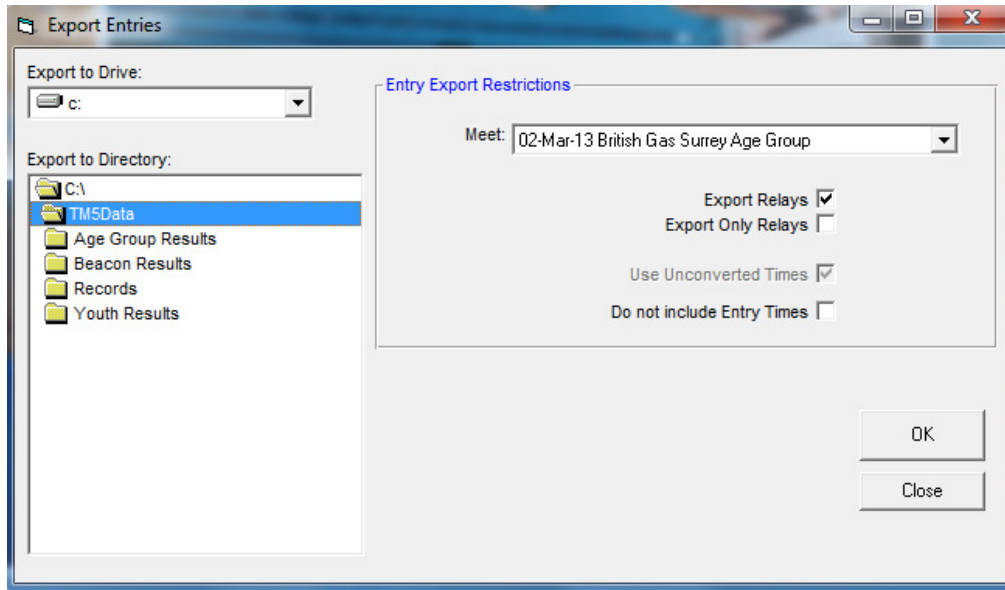 Export Entries
Export to Drive:
c:
Export to Directory:
C:\
TM5Data
Age Group Results
Beacon Results
Records
Youth Results
Entry Export Restrictions
Meet: 02-Mar-13 British Gas Surrey Age Group
Export Relays
Export Only Relays
Use Unconverted Times
Do not include Entry Times
OK
Close